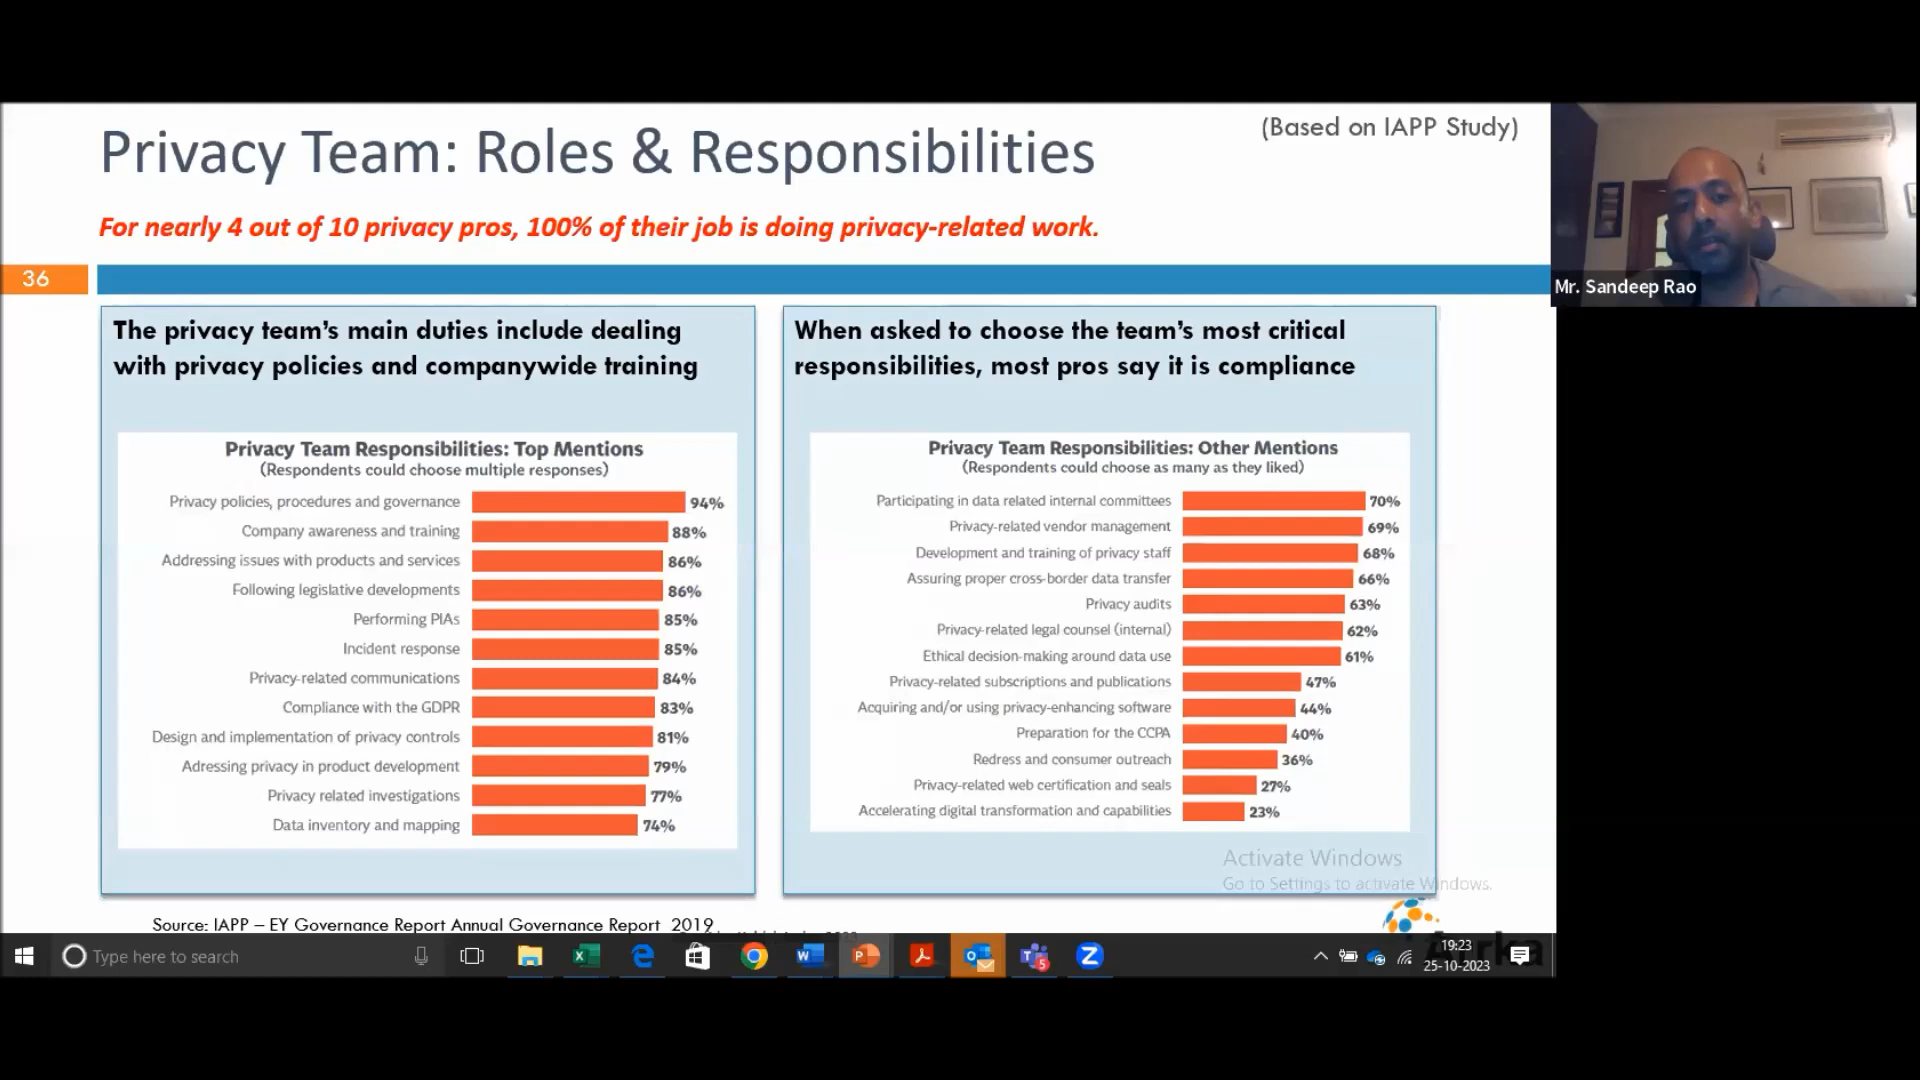 Privacy Team: Roles & Responsibilities
(Based on IAPP Study)
For nearly 4 out of 10 privacy pros, 100% of their job is doing privacy-related work.
36
Mr. Sandeep Rao
The privacy team's main duties include dealing
with privacy policies and companywide training
Privacy Team Responsibilities: Top Mentions
(Respondents could choose multiple responses)
Privacy policies, procedures and governance 94%
Company awareness and training 88%
Addressing issues with products and services 86%
Following legislative developments 86%
Performing PIAs 85%
Incident response 85%
Privacy-related communications 84%
Compliance with the GDPR 83%
Design and implementation of privacy controls 81%
Adressing privacy in product development 79%
Privacy related investigations 77%
Data inventory and mapping 74%
When asked to choose the team's most critical
responsibilities, most pros say it is compliance
Privacy Team Responsibilities: Other Mentions
(Respondents could choose as many as they liked)
Participating in data related internal committees 70%
Privacy-related vendor management 69%
Development and training of privacy staff 68%
Assuring proper cross-border data transfer 66%
Privacy audits 63%
Privacy-related legal counsel (internal) 62%
Ethical decision-making around data use 61%
Privacy-related subscriptions and publications 47%
Acquiring and/or using privacy-enhancing software 44%
Preparation for the CCPA 40%
Redress and consumer outreach 36%
Privacy-related web certification and seals 27%
Accelerating digital transformation and capabilities 23%
Activate Windows
Go to Settings to activate Windows.
Source: IAPP – EY Governance Report Annual Governance Report 2019
Type here to search
19:23
25-10-2023